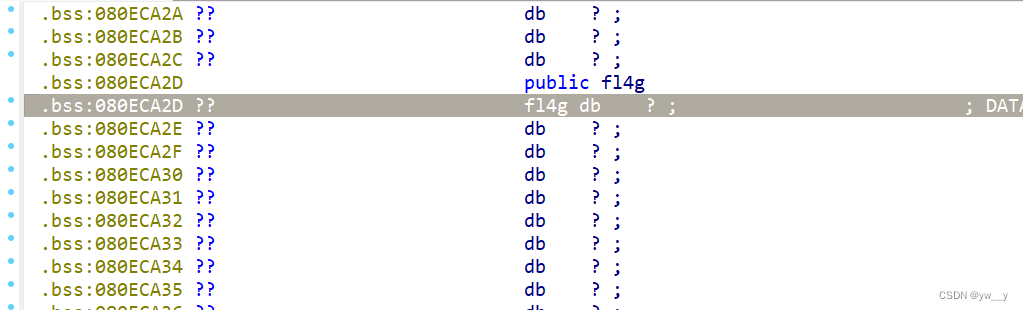 .bss:080ECA2A ?? db ? ;
.bss:080ECA2B ?? db ? ;
.bss:080ECA2C ?? db ? ;
.bss:080ECA2D public fl4g
.bss:080ECA2D ?? fl4g db ? ; ; DATA
.bss:080ECA2E ?? db ? ;
.bss:080ECA2F ?? db ? ;
.bss:080ECA30 ?? db ? ;
.bss:080ECA31 ?? db ? ;
.bss:080ECA32 ?? db ? ;
.bss:080ECA33 ?? db ? ;
.bss:080ECA34 ?? db ? ;
.bss:080ECA35 ?? db ? ;
CSDN @yw__y